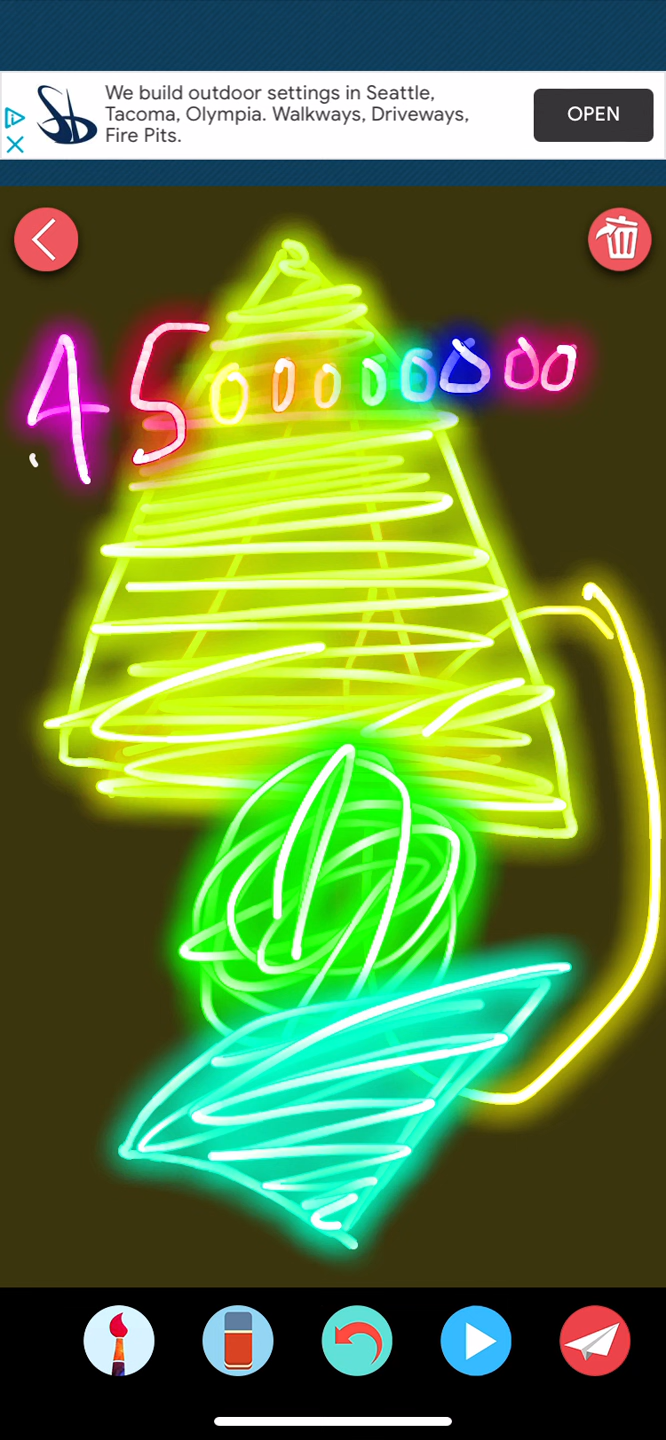 We build outdoor settings in Seattle,
Tacoma, Olympia. Walkways, Driveways,
Fire Pits.
OPEN
4500000000